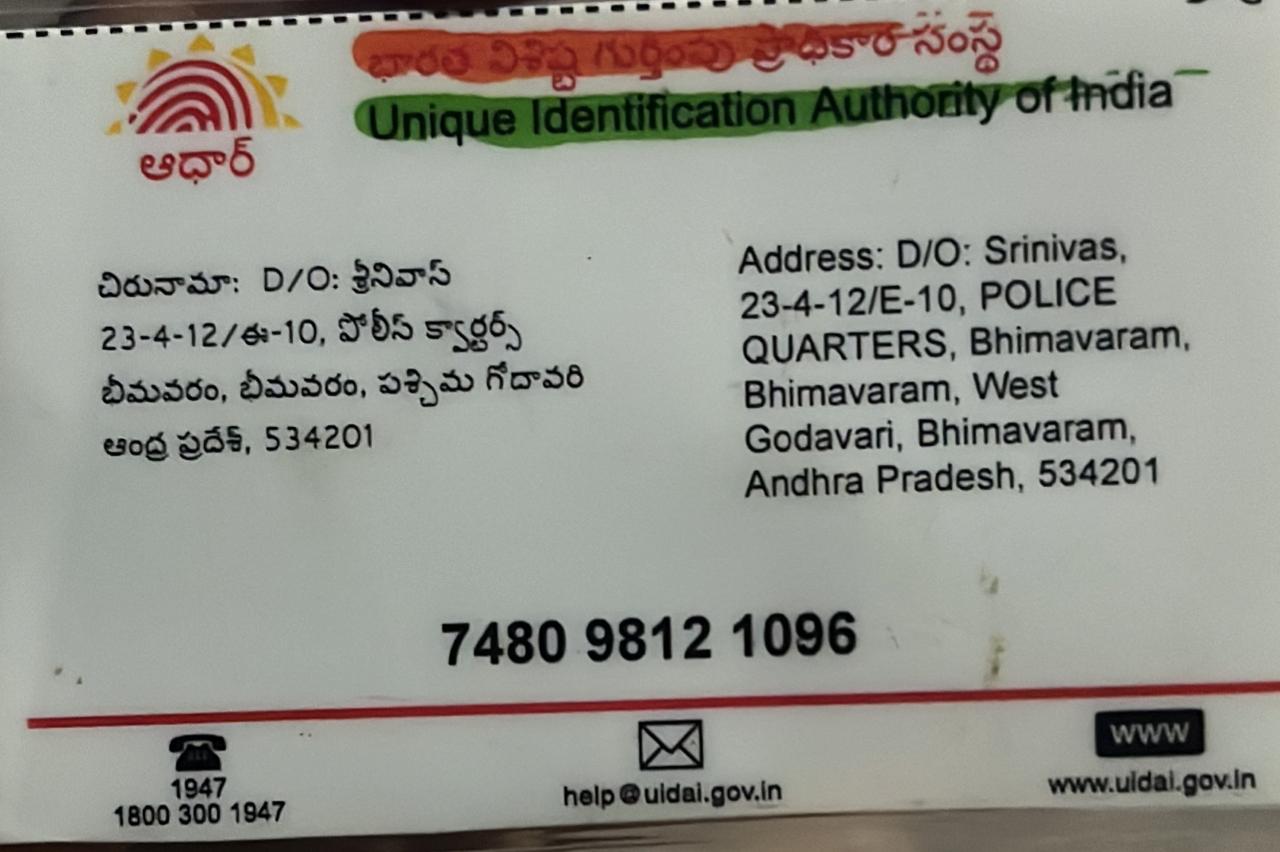 భారత విశిష్ట గుర్తింపు ప్రాధికార సంస్థ
Unique Identification Authority of India
ఆధార్
చిరునామా: D/O: శ్రీనివాస్
23-4-12/ఈ-10, పోలీస్ క్వార్టర్స్
భీమవరం, భీమవరం, పశ్చిమ గోదావరి
ఆంధ్ర ప్రదేశ్, 534201
Address: D/O: Srinivas,
23-4-12/E-10, POLICE
QUARTERS, Bhimavaram,
Bhimavaram, West
Godavari, Bhimavaram,
Andhra Pradesh, 534201
7480 9812 1096
1947
1800 300 1947
help@uidai.gov.in
www
www.uidai.gov.in